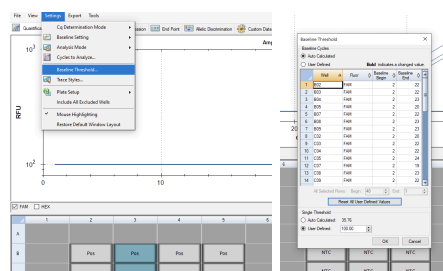 File View Settings Export Tools
Quantifica
Cq Determination Mode
Baseline Setting
Analysis Mode
Cycles to Analyze...
Baseline Threshold...
Trace Styles...
Plate Setup
Include All Excluded Wells
Mouse Highlighting
Restore Default Window Layout
End Point Allelic Discrimination Custom Data
Amp
10³
RFU
10²
0 10
FAM HEX
1 2 3 4 5 6
A
B Pos Pos Pos Pos
Baseline Threshold
Baseline Cycles
Auto Calculated
User Defined Bold indicates a changed value
Well Fluor Baseline Begin Baseline End
1 B02 FAM 2 22
2 B03 FAM 2 22
3 B04 FAM 2 23
4 B05 FAM 2 20
5 B07 FAM 2 22
6 B08 FAM 2 22
7 B09 FAM 2 23
8 C02 FAM 2 20
9 C03 FAM 2 22
10 C04 FAM 2 22
11 C05 FAM 2 24
12 C07 FAM 2 19
13 C08 FAM 2 23
14 C09 FAM 2 22
All Selected Rows: Begin: End: 1
Reset All User Defined Values
Single Threshold
Auto Calculated 35.76
User Defined: 100.00
OK Cancel
NTC NTC NTC
NTC NTC NTC